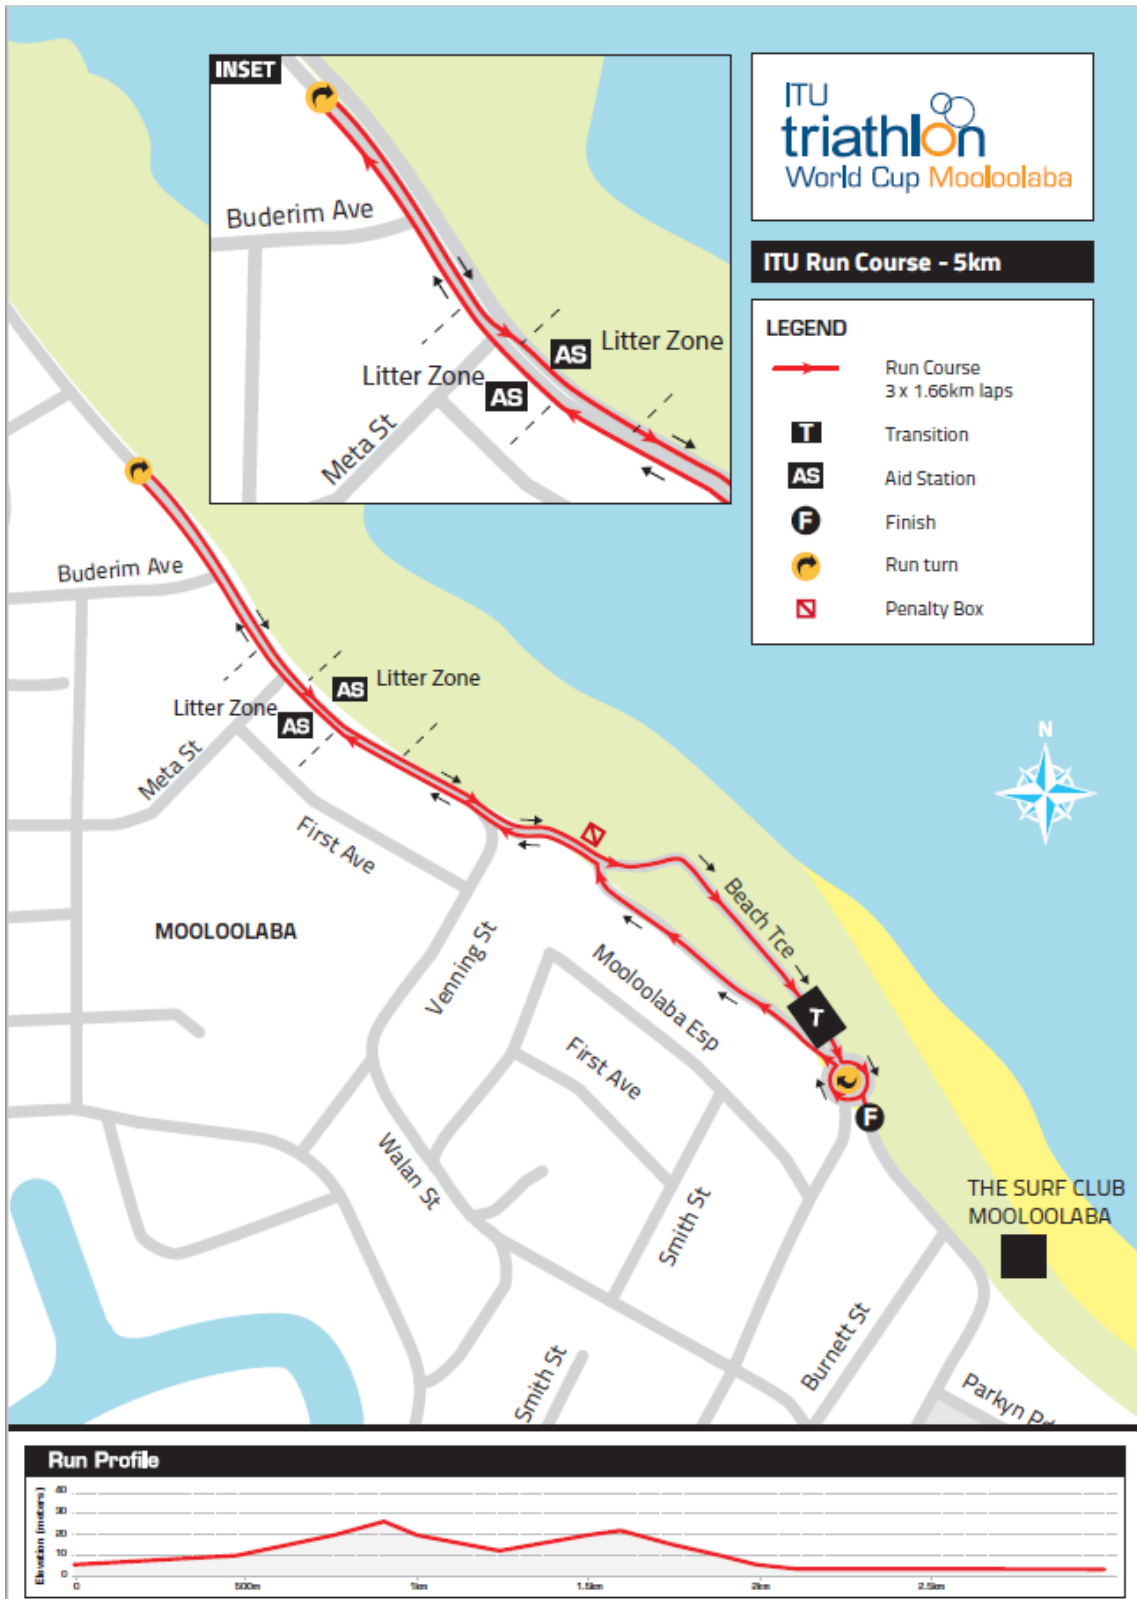 INSET
Buderim Ave
Litter Zone
AS
Litter Zone
AS
Meta St
ITU
triathlon
World Cup Mooloolaba
ITU Run Course - 5km
LEGEND
Run Course
3 x 1.66km laps
T
Transition
AS
Aid Station
F
Finish
Run turn
Penalty Box
Buderim Ave
Litter Zone
AS
Litter Zone
AS
Meta St
First Ave
N
MOOLOOLABA
Venning St
Beach Tce
Mooloolaba Esp
T
First Ave
F
Walan St
Smith St
THE SURF CLUB
MOOLOOLABA
Burnett St
Smith St
Parkyn Pd
Run Profile
Elevation (meters)
40
30
20
10
0
0
500m
1km
1.5km
2km
2.5km